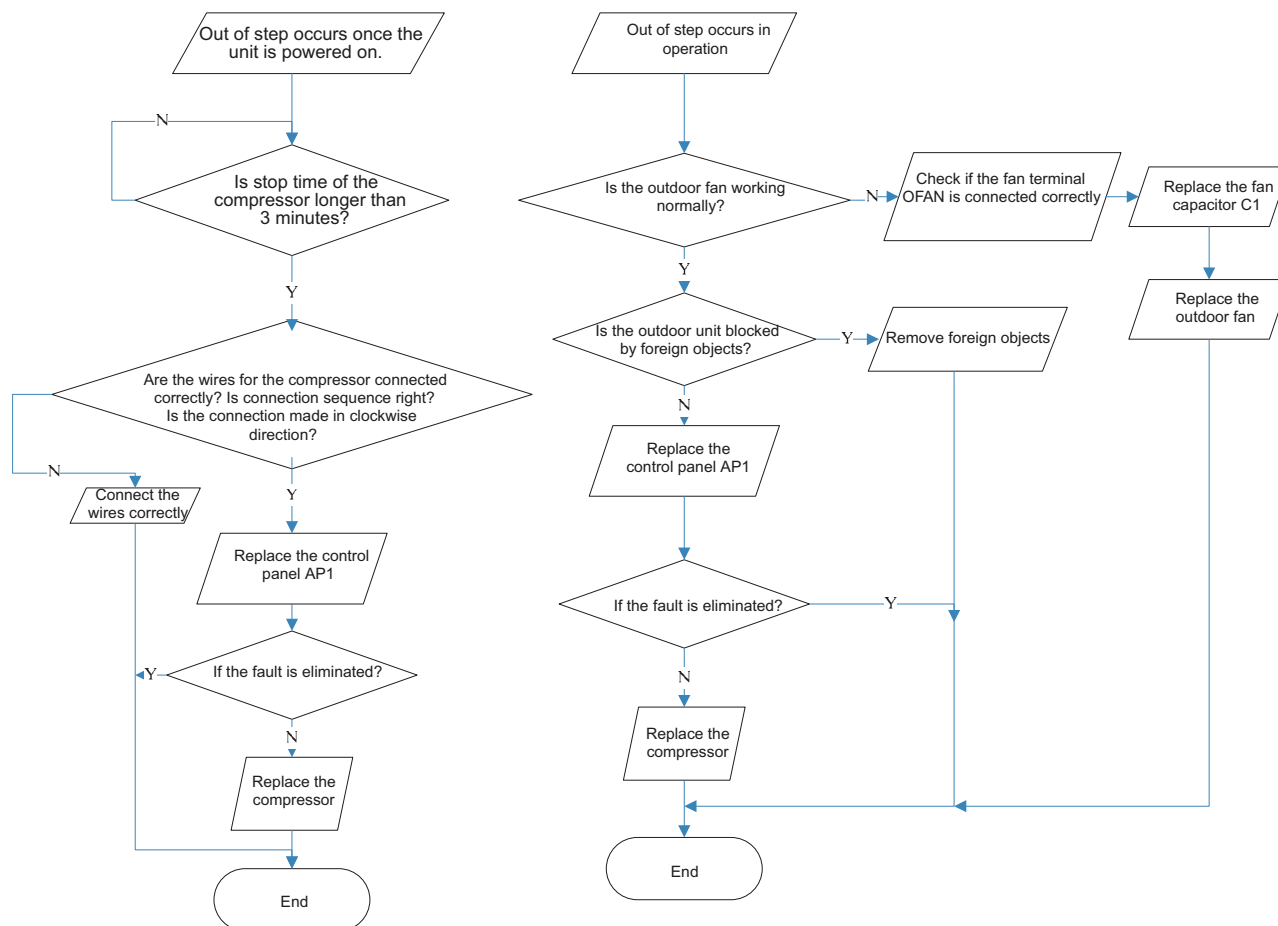 Out of step occurs once the
unit is powered on.
N
Is stop time of the
compressor longer than
3 minutes?
Y
Are the wires for the compressor connected
correctly? Is connection sequence right?
Is the connection made in clockwise
direction?
N
Connect the
wires correctly
Y
Replace the control
panel AP1
If the fault is eliminated?
Y
N
Replace the
compressor
End
Out of step occurs in
operation
Is the outdoor fan working
normally?
N
Check if the fan terminal
OFAN is connected correctly
Replace the fan
capacitor C1
Replace the
outdoor fan
Y
Is the outdoor unit blocked
by foreign objects?
Y
Remove foreign objects
N
Replace the
control panel AP1
If the fault is eliminated?
Y
N
Replace the
compressor
End